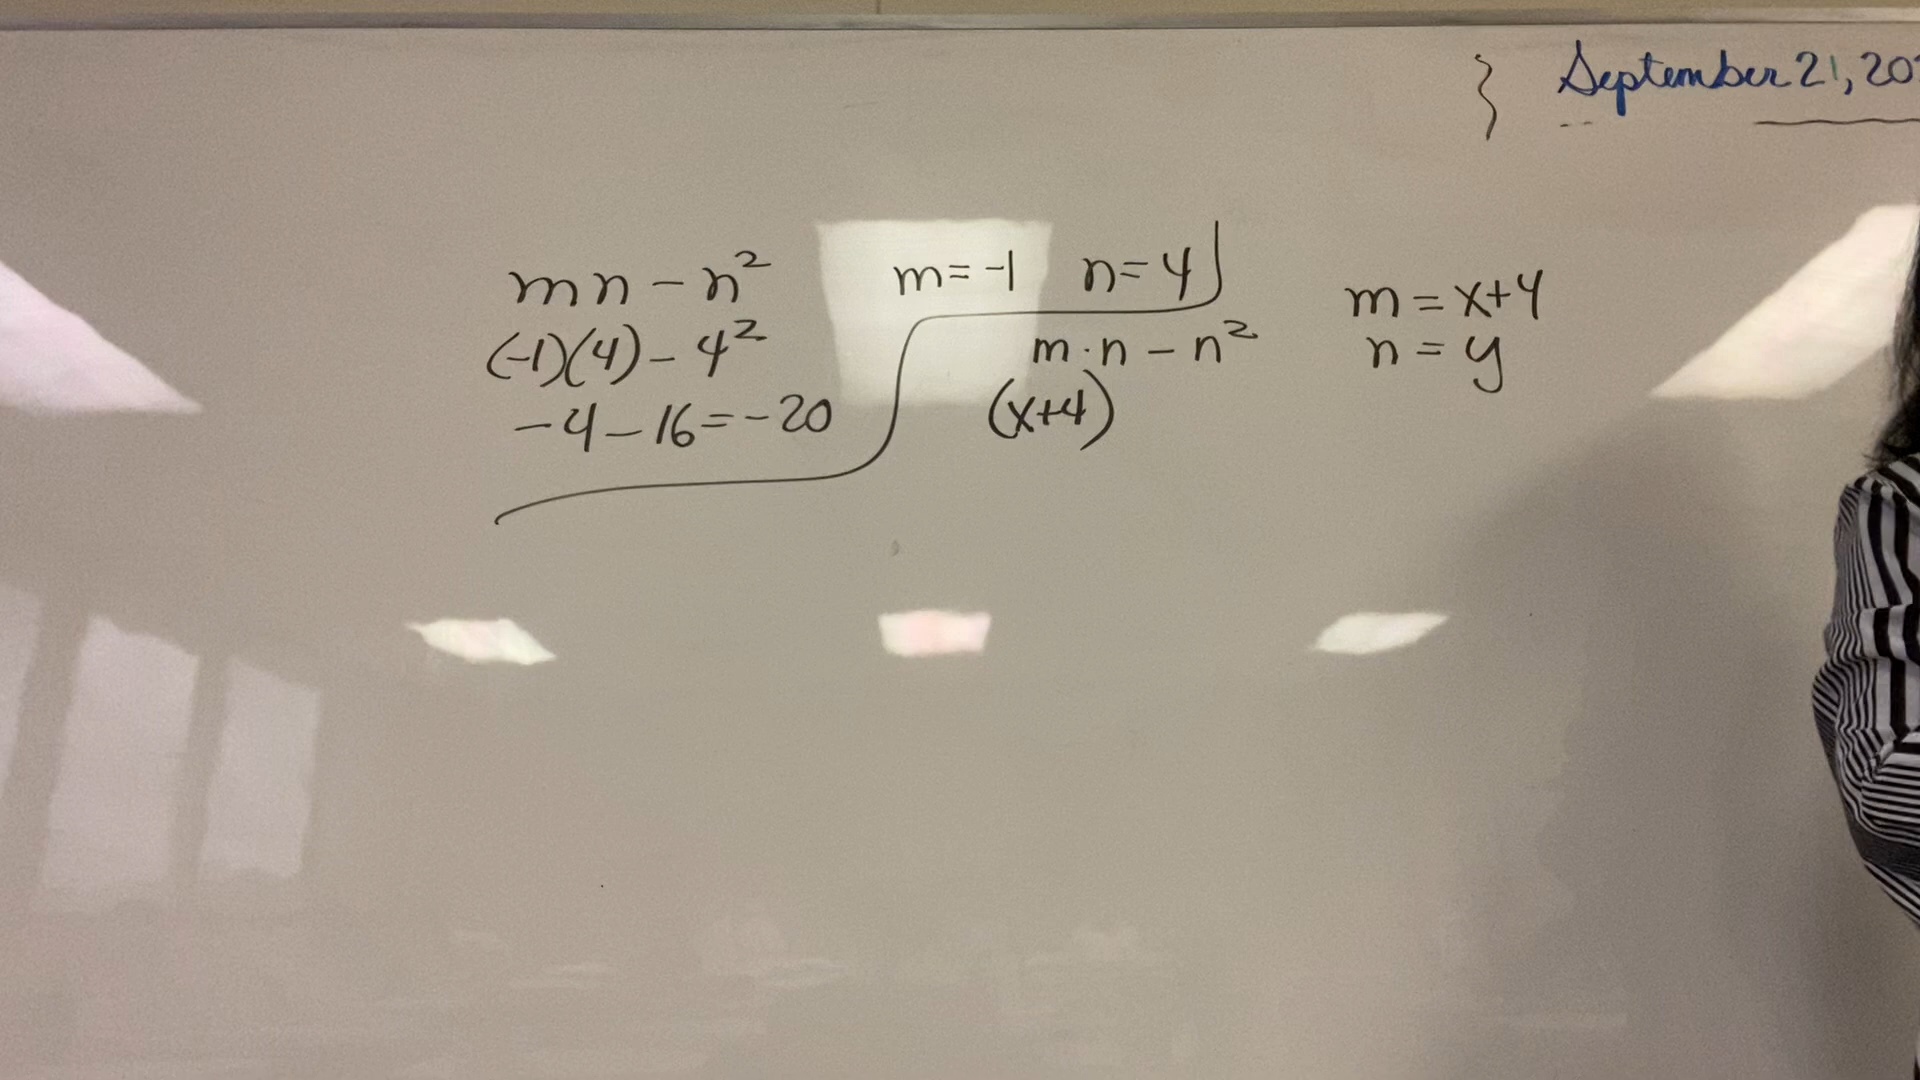 September 21, 20
mn - n²
(-1)(4) - 4²
-4 - 16 = -20
m = -1 n = 4
m · n - n²
(x+4)
m = x+4
n = y